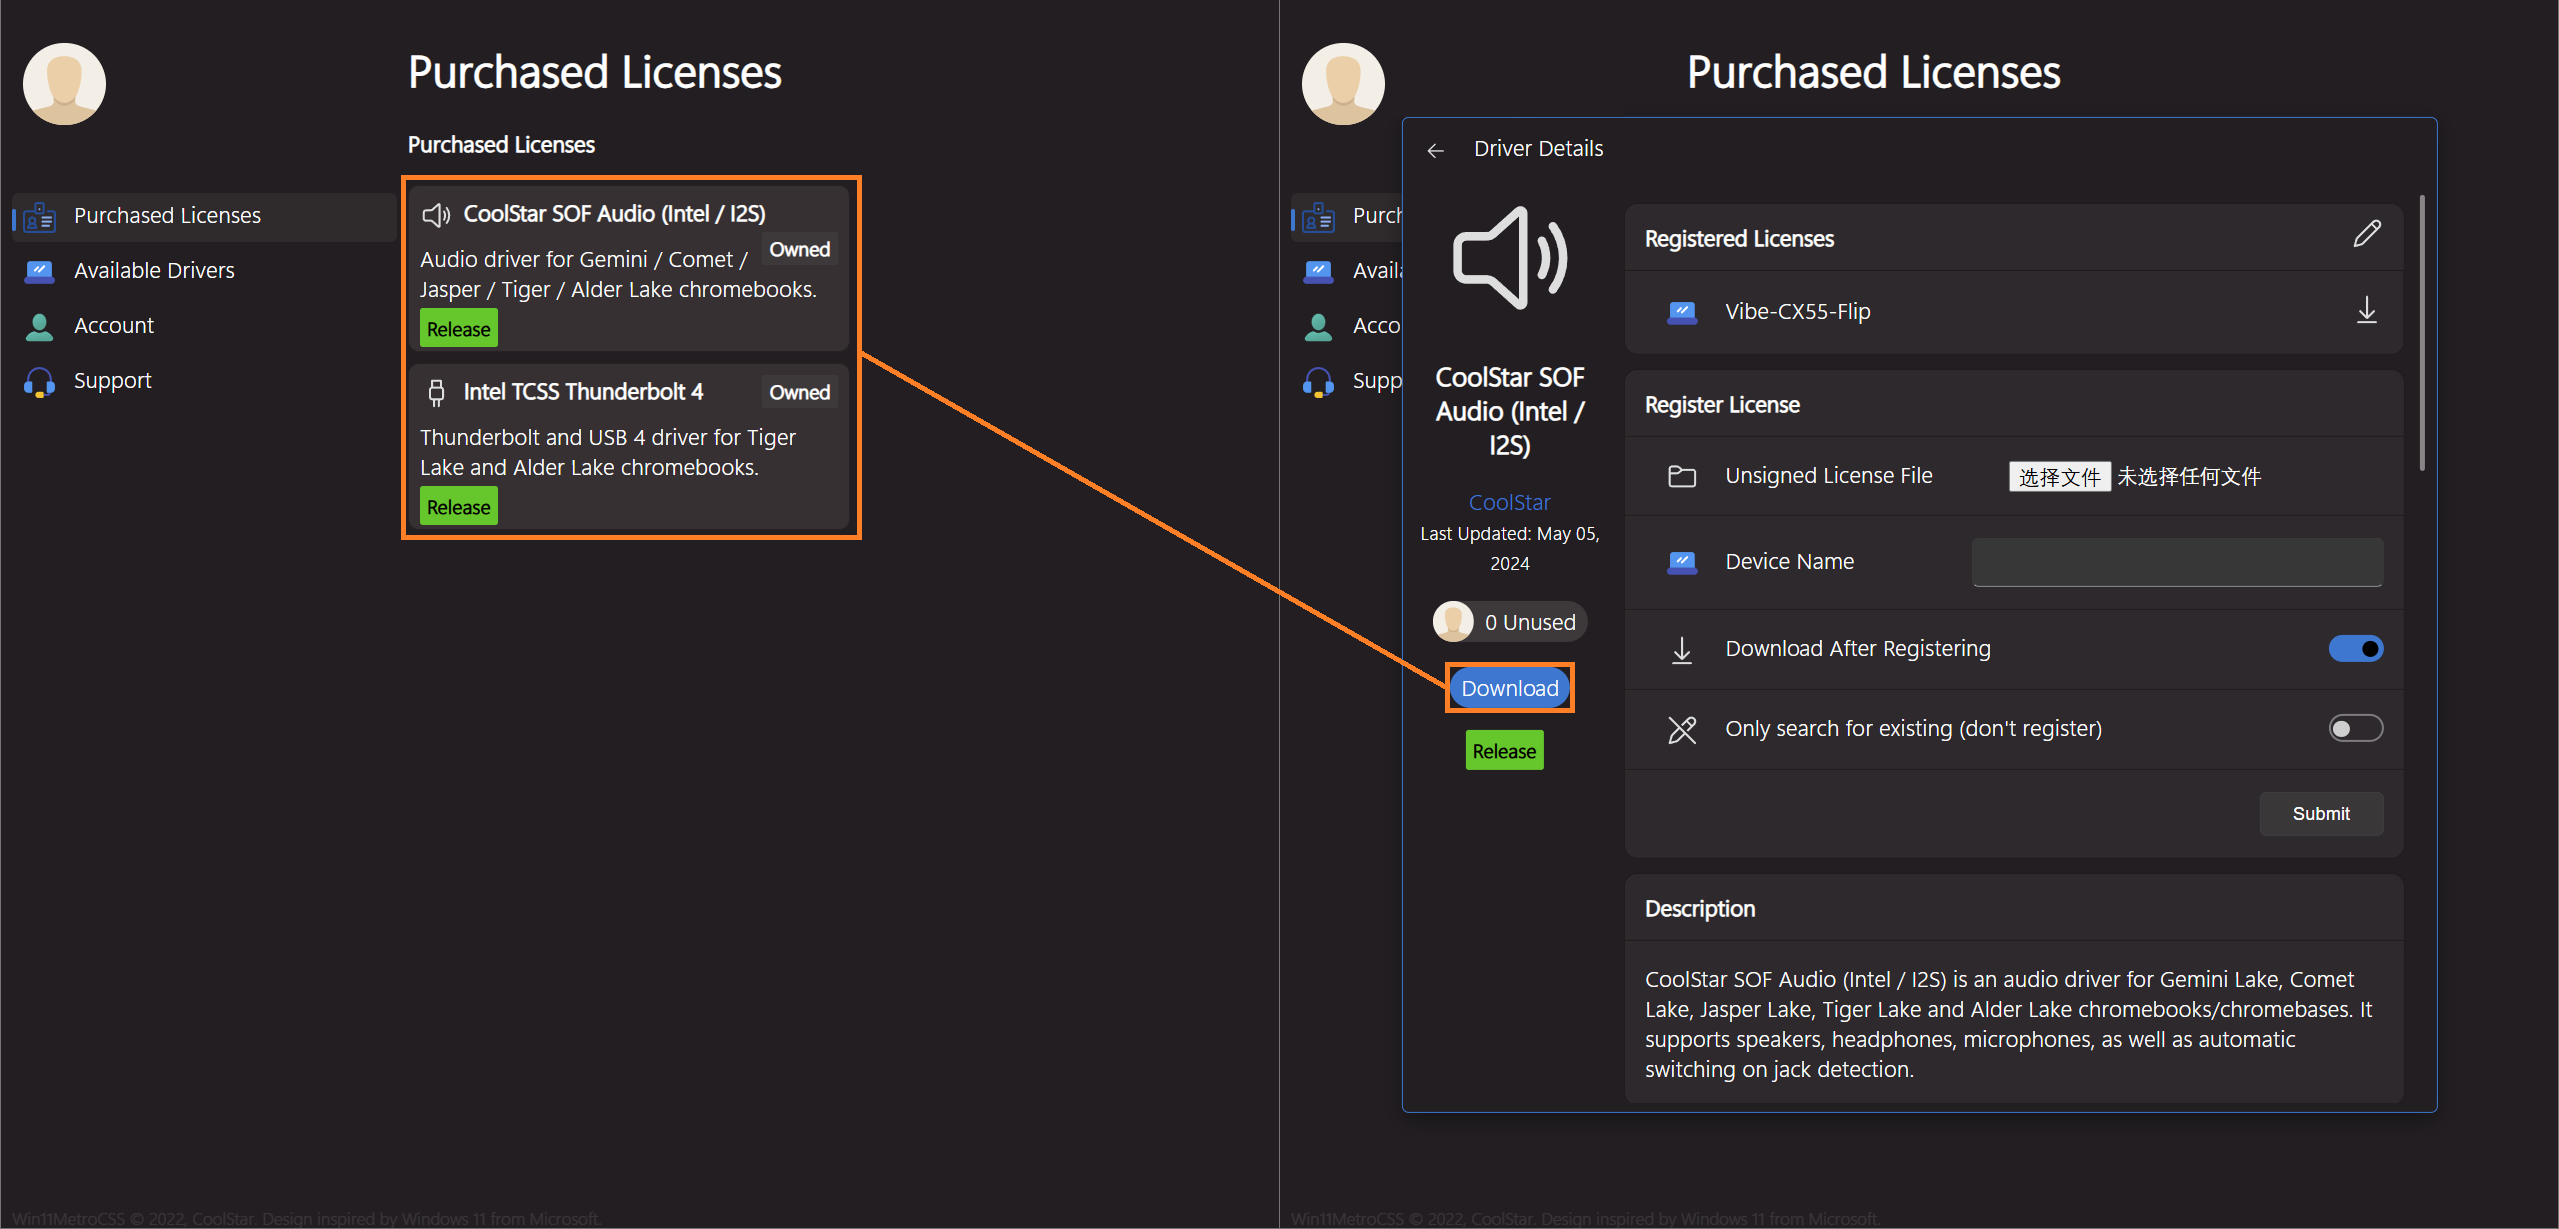 Purchased Licenses
Purchased Licenses
Purchased Licenses
Available Drivers
Account
Support
CoolStar SOF Audio (Intel / I2S)
Owned
Audio driver for Gemini / Comet /
Jasper / Tiger / Alder Lake chromebooks.
Release
Intel TCSS Thunderbolt 4
Owned
Thunderbolt and USB 4 driver for Tiger
Lake and Alder Lake chromebooks.
Release
Win11MetroCSS © 2022, CoolStar. Design inspired by Windows 11 from Microsoft.
Purchased Licenses
Purch
Availa
Acco
Supp
Driver Details
CoolStar SOF
Audio (Intel /
I2S)
CoolStar
Last Updated: May 05,
2024
0 Unused
Download
Release
Registered Licenses
Vibe-CX55-Flip
Register License
Unsigned License File
选择文件 未选择任何文件
Device Name
Download After Registering
Only search for existing (don't register)
Submit
Description
CoolStar SOF Audio (Intel / I2S) is an audio driver for Gemini Lake, Comet
Lake, Jasper Lake, Tiger Lake and Alder Lake chromebooks/chromebases. It
supports speakers, headphones, microphones, as well as automatic
switching on jack detection.
Win11MetroCSS © 2022, CoolStar. Design inspired by Windows 11 from Microsoft.